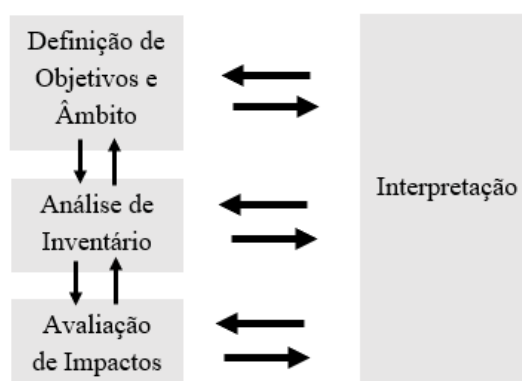 Definição de
Objetivos e
Âmbito
Análise de
Inventário
Avaliação
de Impactos
Interpretação